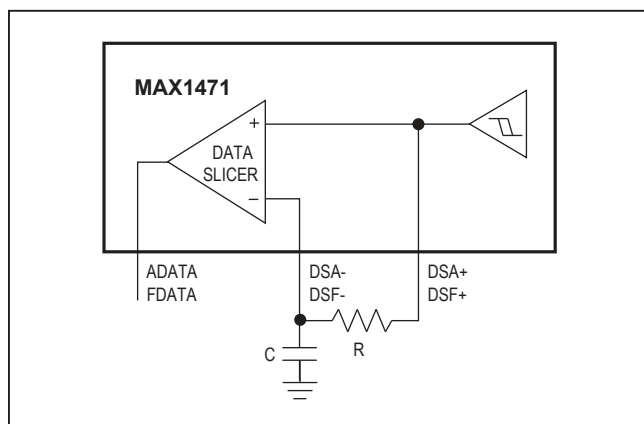 MAX1471
+
DATA
SLICER
−
ADATA
FDATA
DSA-
DSF-
DSA+
DSF+
C
R